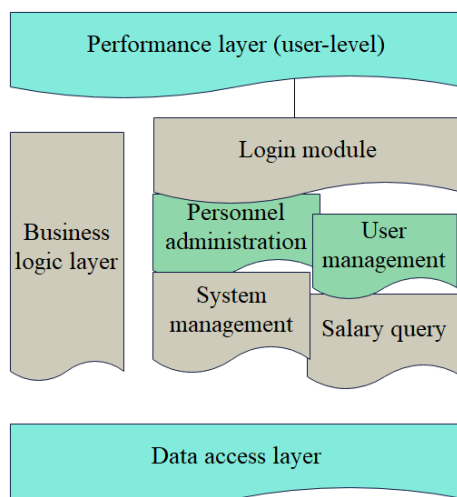 Performance layer (user-level)
Login module
Business
logic layer
Personnel
administration
User
management
System
management
Salary query
Data access layer